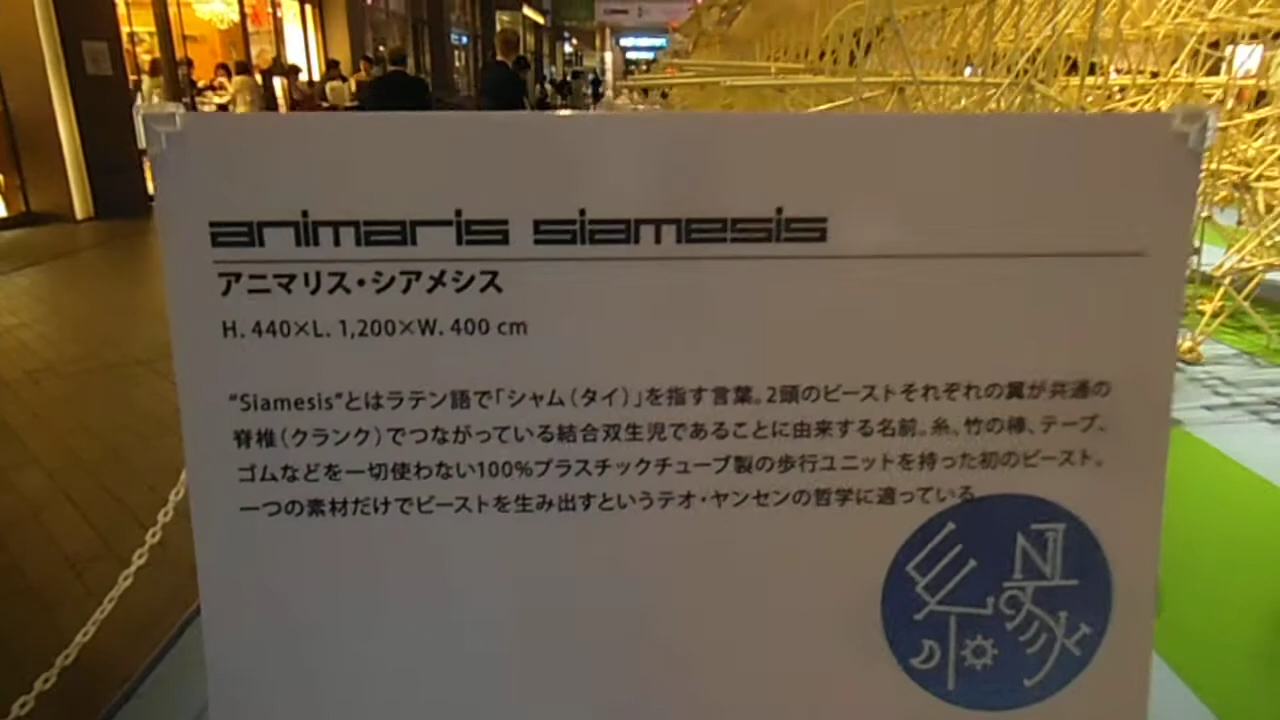 animaris siamesis
アニマリス・シアメシス
H. 440×L. 1,200×W. 400 cm
“Siamesis”とはラテン語で「シャム（タイ）」を指す言葉。2頭のビーストそれぞれの翼が共通の
脊椎（クランク）でつながっている結合双生児であることに由来する名前。糸、竹の棒、テープ、
ゴムなどを一切使わない100%プラスチックチューブ製の歩行ユニットを持った初のビースト。
一つの素材だけでビーストを生み出すというテオ・ヤンセンの哲学に適っている。